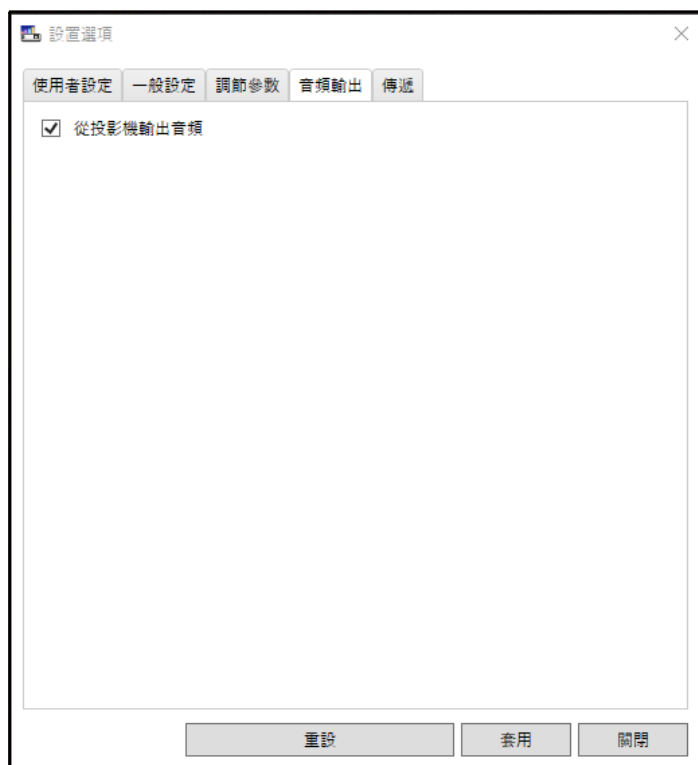 設置選項
使用者設定 一般設定 調節參數 音頻輸出 傳遞
從投影機輸出音頻
重設 套用 關閉